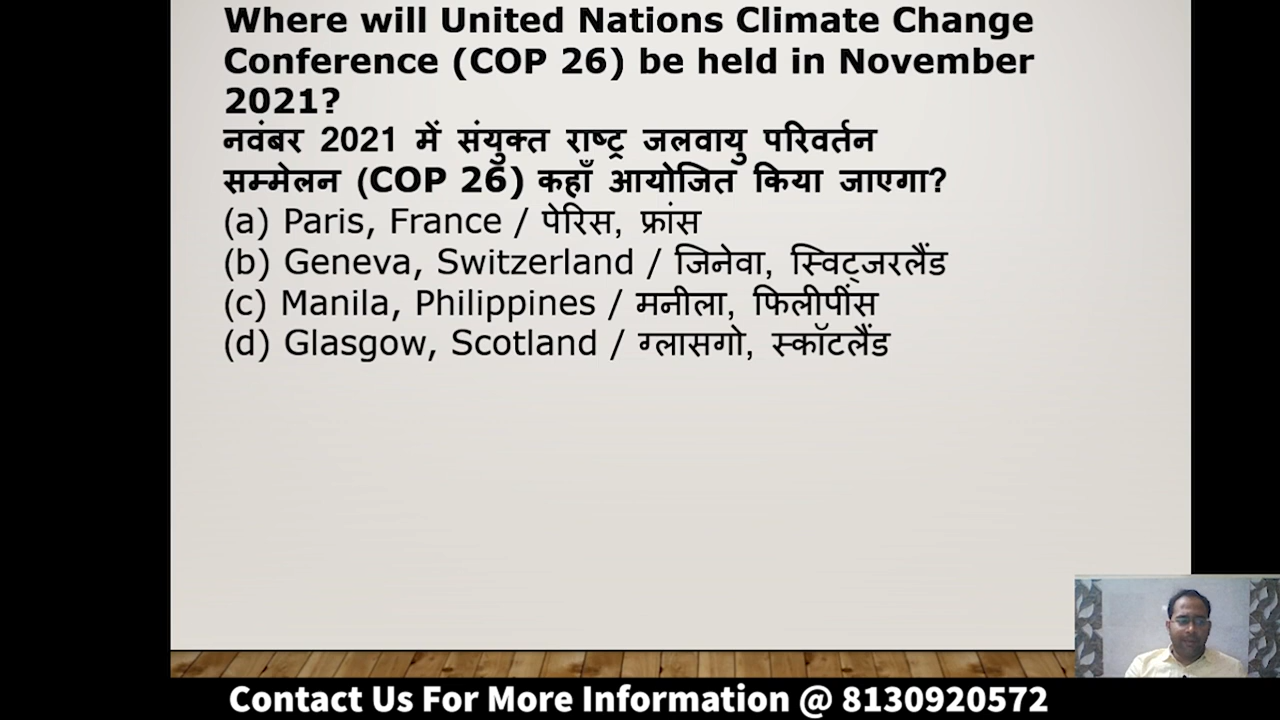 Where will United Nations Climate Change
Conference (COP 26) be held in November
2021?
नवंबर 2021 में संयुक्त राष्ट्र जलवायु परिवर्तन
सम्मेलन (COP 26) कहाँ आयोजित किया जाएगा?
(a) Paris, France / पेरिस, फ्रांस
(b) Geneva, Switzerland / जिनेवा, स्विट्जरलैंड
(c) Manila, Philippines / मनीला, फिलीपींस
(d) Glasgow, Scotland / ग्लासगो, स्कॉटलैंड
Contact Us For More Information @ 8130920572